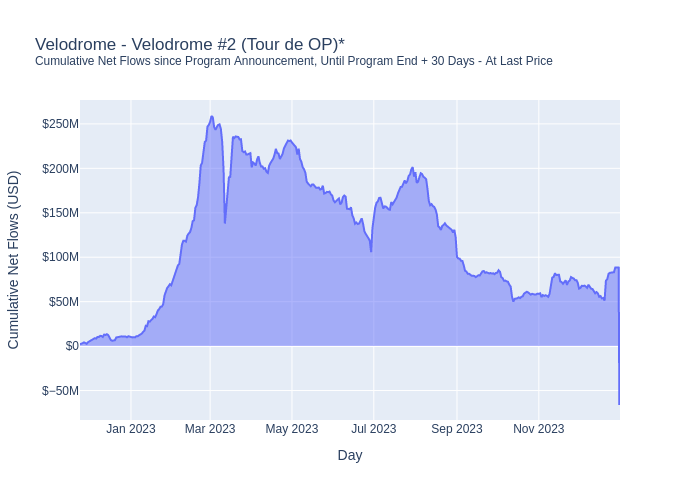 Velodrome - Velodrome #2 (Tour de OP)*
Cumulative Net Flows since Program Announcement, Until Program End + 30 Days - At Last Price
Cumulative Net Flows (USD)
$250M
$200M
$150M
$100M
$50M
$0
$−50M
Jan 2023 Mar 2023 May 2023 Jul 2023 Sep 2023 Nov 2023
Day